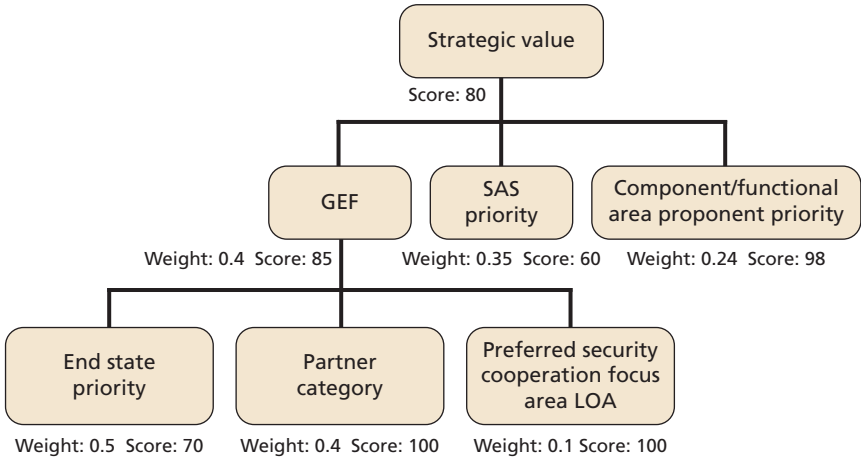 Strategic value
Score: 80
GEF
SAS
priority
Component/functional
area proponent priority
Weight: 0.4 Score: 85
Weight: 0.35 Score: 60
Weight: 0.24 Score: 98
End state
priority
Partner
category
Preferred security
cooperation focus
area LOA
Weight: 0.5 Score: 70
Weight: 0.4 Score: 100
Weight: 0.1 Score: 100